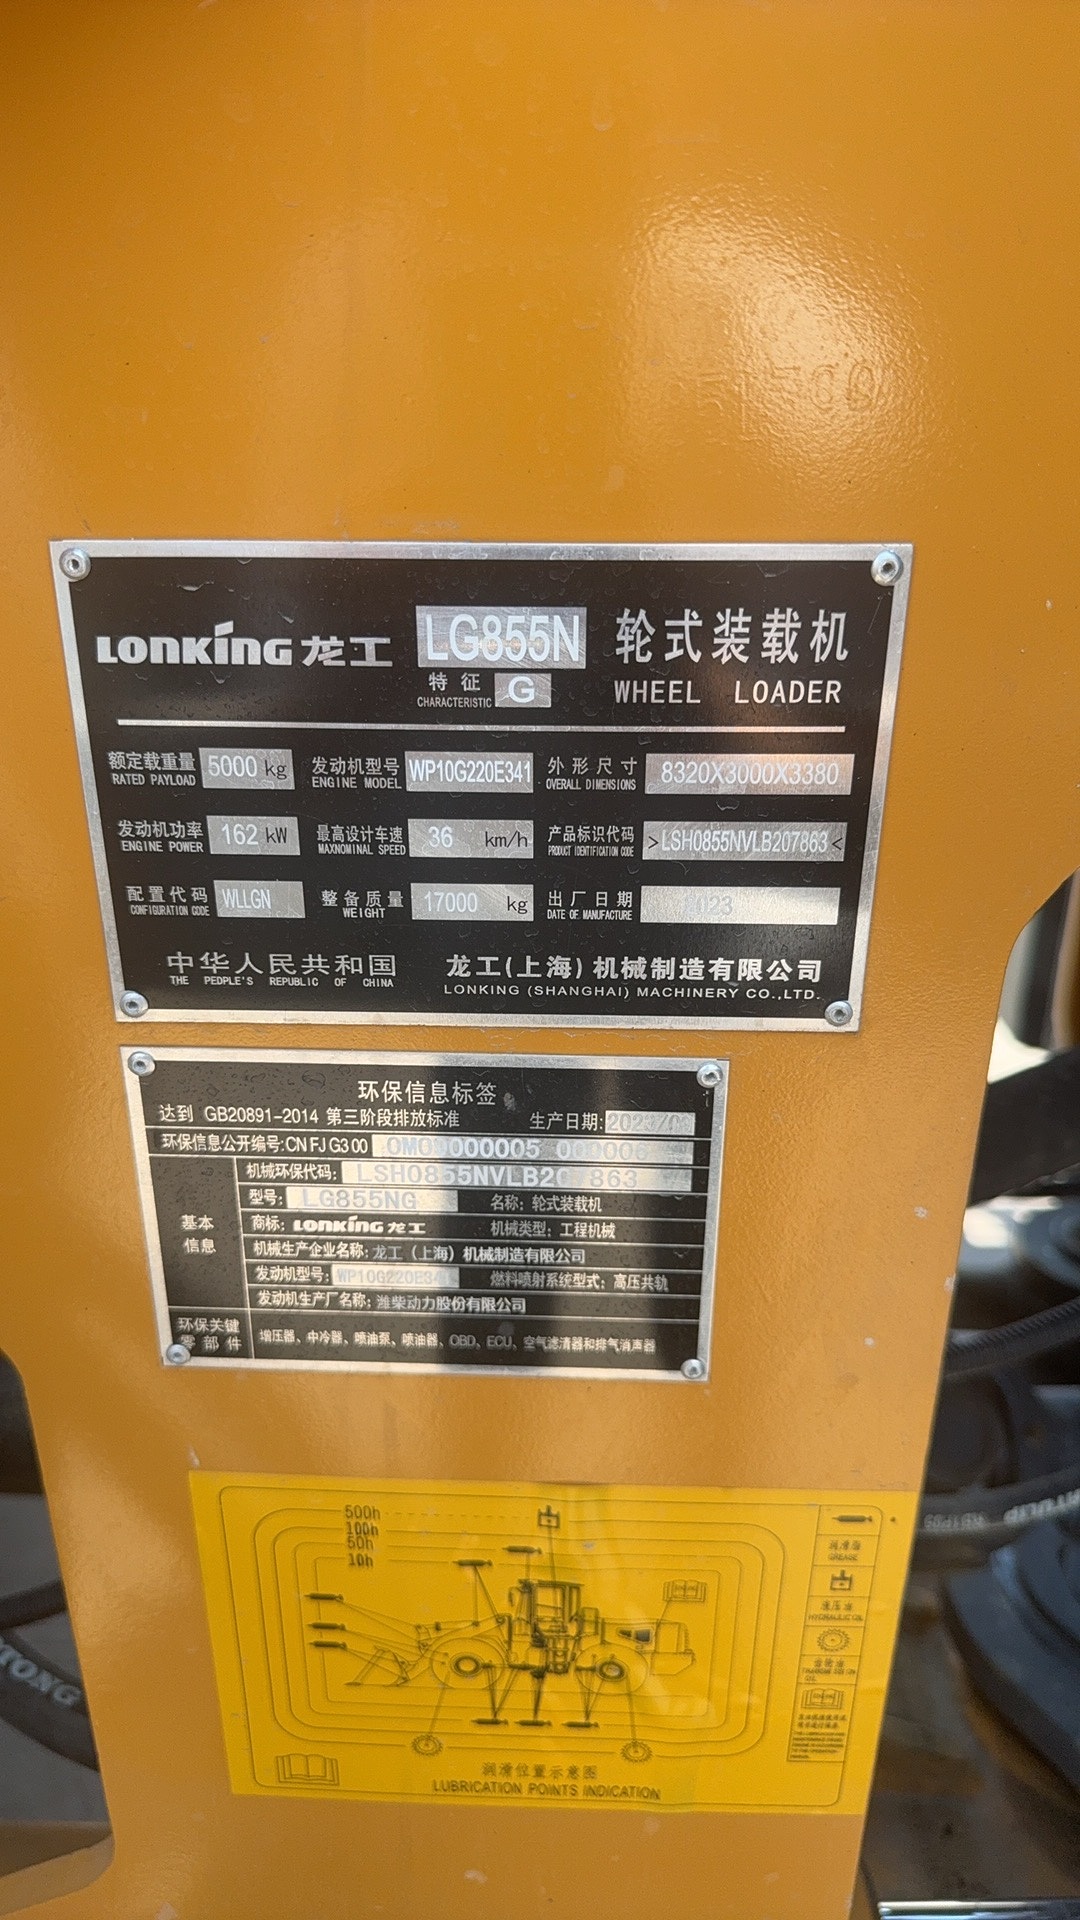 LONKING 龙工 LG855N 轮式装载机
特征 CHARACTERISTIC G WHEEL LOADER
额定载重量 RATED PAYLOAD 5000 kg 发动机型号 ENGINE MODEL WP10G220E341 外形尺寸 OVERALL DIMENSIONS 8320X3000X3380
发动机功率 ENGINE POWER 162 kW 最高设计车速 MAXNOMINAL SPEED 36 km/h 产品标识代码 PRODUCT IDENTIFICATION CODE >LSH0855NVLB207863<
配置代码 CONFIGURATION CODE WLLGN 整备质量 WEIGHT 17000 kg 出厂日期 DATE OF MANUFACTURE
中华人民共和国 龙工(上海)机械制造有限公司
THE PEOPLE'S REPUBLIC OF CHINA LONKING (SHANGHAI) MACHINERY CO.,LTD.
环保信息标签
达到 GB20891-2014 第三阶段排放标准 生产日期:
环保信息公开编号:CN FJ G3 00
机械环保代码: LSH0855NVLB207863
型号: LG855NG 名称: 轮式装载机
基本信息
商标: LONKING 龙工 机械类型: 工程机械
机械生产企业名称: 龙工(上海)机械制造有限公司
发动机型号: WP10G220E341 燃料喷射系统型式: 高压共轨
发动机生产厂名称: 潍柴动力股份有限公司
环保关键零部件 增压器、中冷器、喷油泵、喷油器、OBD、ECU、空气滤清器和排气消声器
500h
100h
50h
10h
润滑脂
GREASE
液压油
HYDRAULIC OIL
润滑位置示意图
LUBRICATION POINTS INDICATION